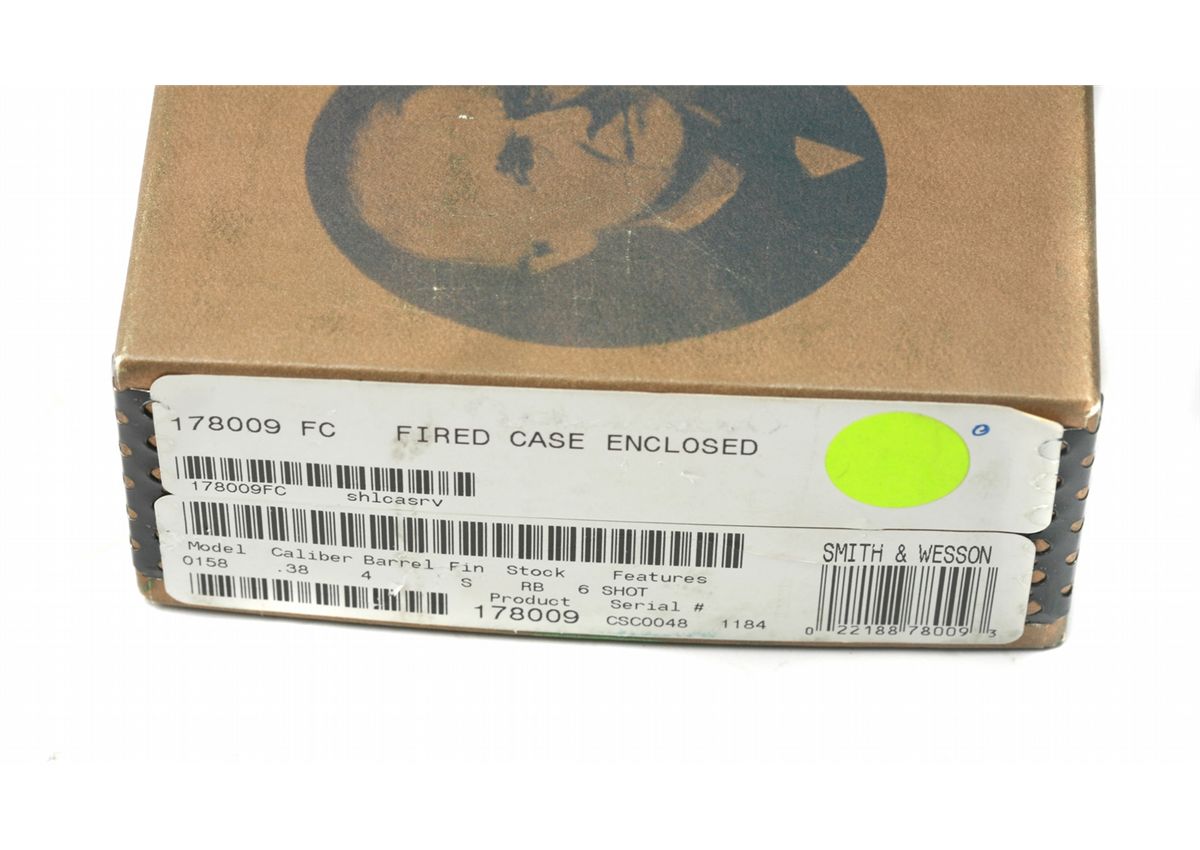 178009 FC FIRED CASE ENCLOSED
178009FC shlcasrv
Model Caliber Barrel Fin Stock Features
0158 .38 4 S RB 6 SHOT
Product Serial #
178009 CSC0048 1184
SMITH & WESSON
0 22188 78009 3